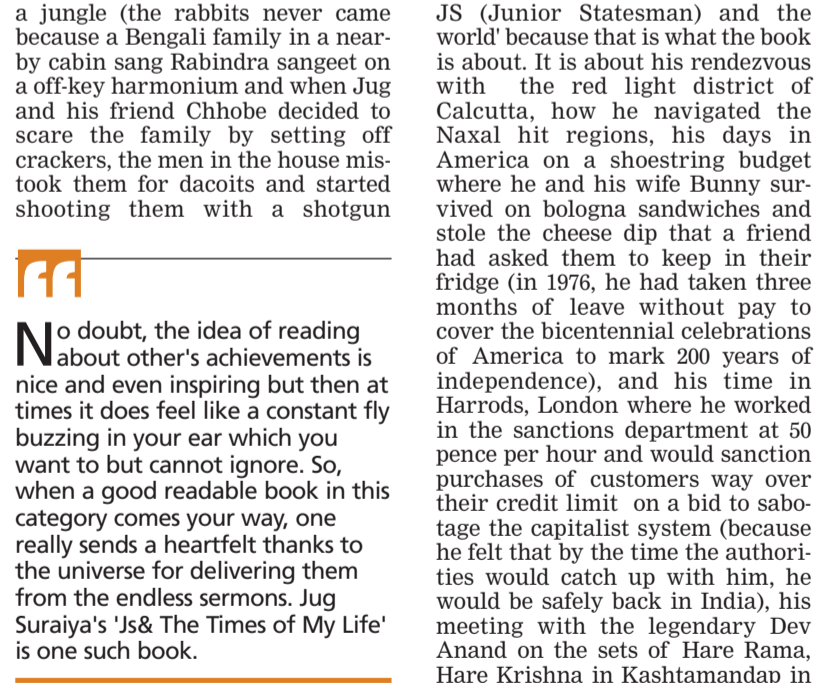 a jungle (the rabbits never came
because a Bengali family in a near-
by cabin sang Rabindra sangeet on
a off-key harmonium and when Jug
and his friend Chhobe decided to
scare the family by setting off
crackers, the men in the house mis-
took them for dacoits and started
shooting them with a shotgun
No doubt, the idea of reading
about other's achievements is
nice and even inspiring but then at
times it does feel like a constant fly
buzzing in your ear which you
want to but cannot ignore. So,
when a good readable book in this
category comes your way, one
really sends a heartfelt thanks to
the universe for delivering them
from the endless sermons. Jug
Suraiya's 'Js& The Times of My Life'
is one such book.
JS (Junior Statesman) and the
world' because that is what the book
is about. It is about his rendezvous
with the red light district of
Calcutta, how he navigated the
Naxal hit regions, his days in
America on a shoestring budget
where he and his wife Bunny sur-
vived on bologna sandwiches and
stole the cheese dip that a friend
had asked them to keep in their
fridge (in 1976, he had taken three
months of leave without pay to
cover the bicentennial celebrations
of America to mark 200 years of
independence), and his time in
Harrods, London where he worked
in the sanctions department at 50
pence per hour and would sanction
purchases of customers way over
their credit limit on a bid to sabo-
tage the capitalist system (because
he felt that by the time the authori-
ties would catch up with him, he
would be safely back in India), his
meeting with the legendary Dev
Anand on the sets of Hare Rama,
Hare Krishna in Kashtamandap in